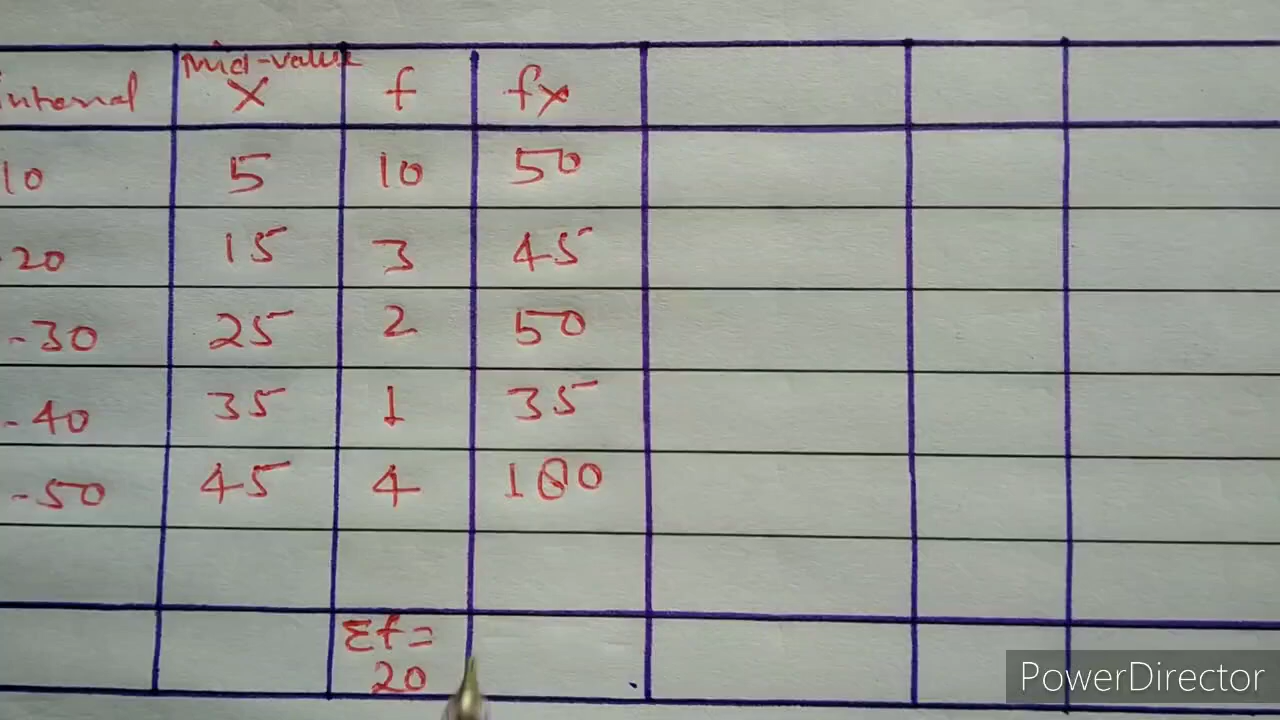 Mid-value
interval X f fx
10 5 10 50
-20 15 3 45
-30 25 2 50
-40 35 1 35
-50 45 4 180
Σf=
20
PowerDirector